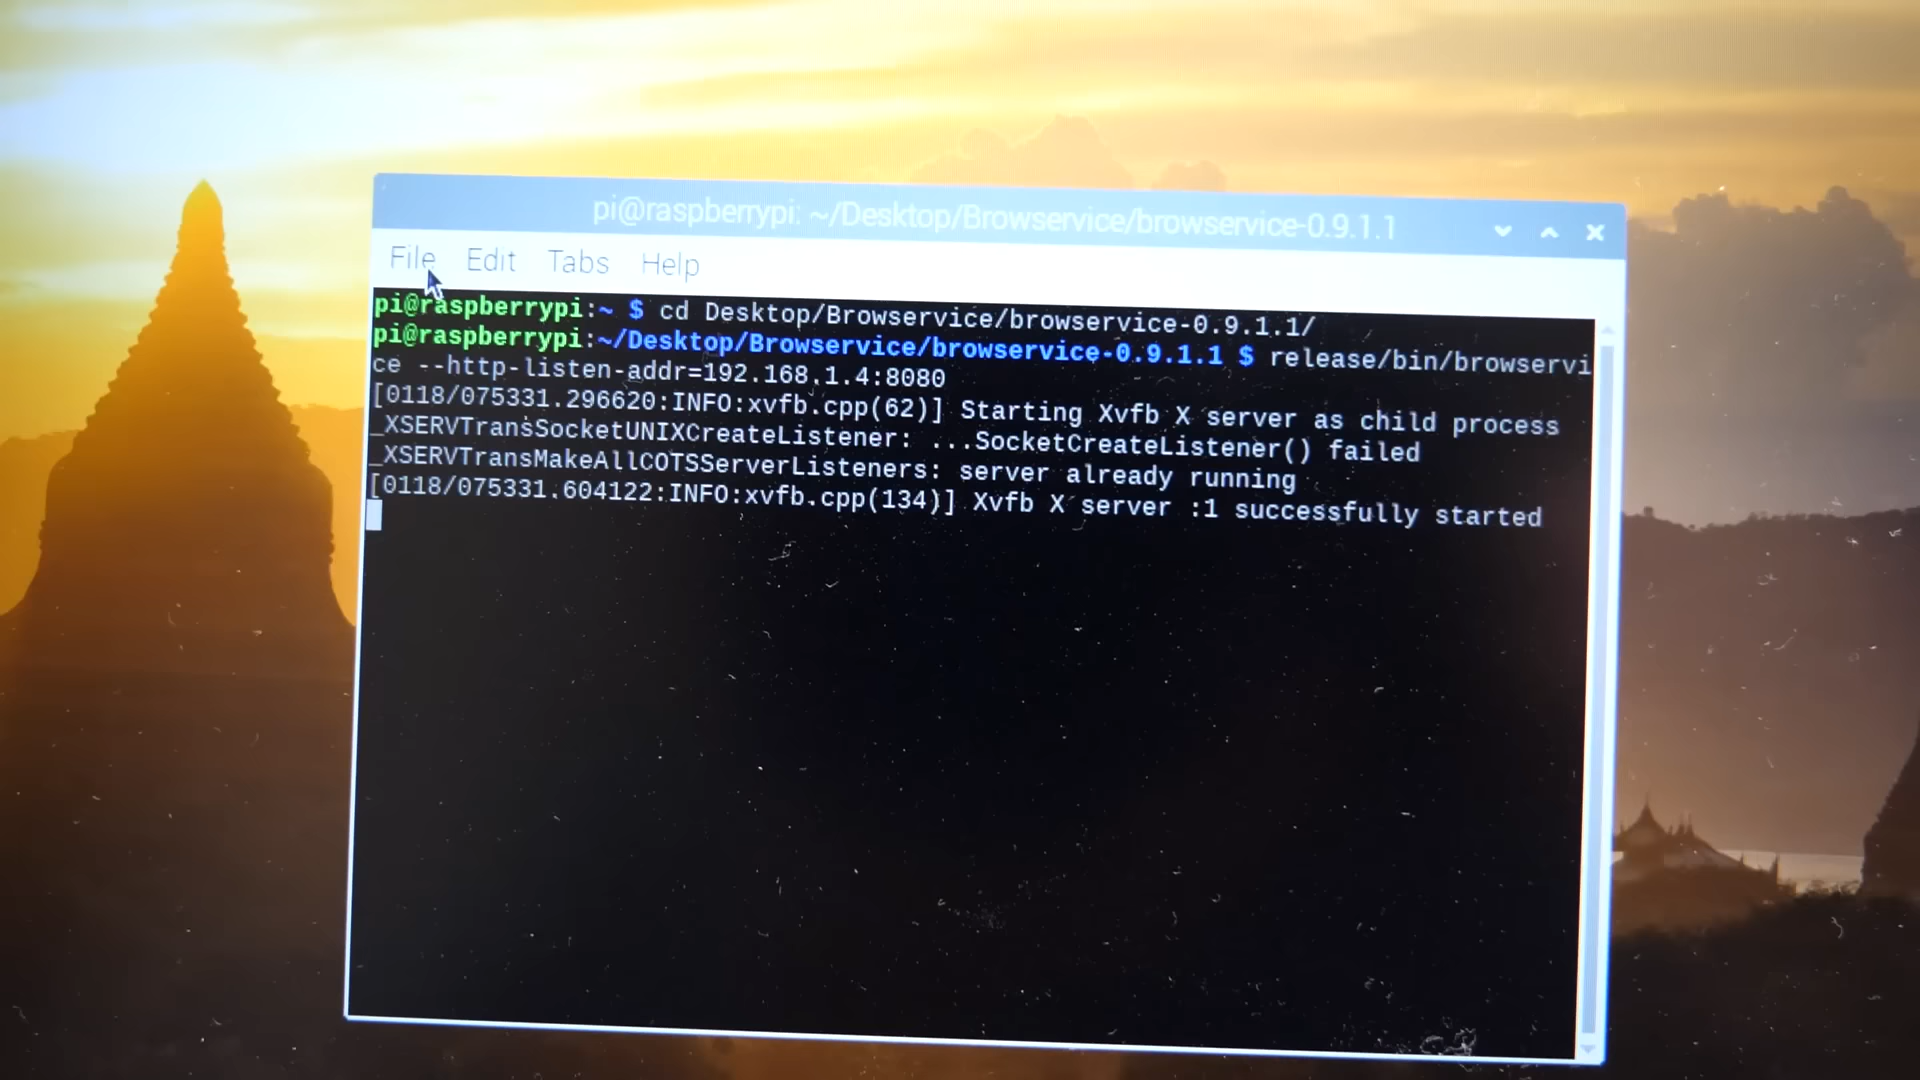 pi@raspberrypi: ~/Desktop/Browservice/browservice-0.9.1.1
File Edit Tabs Help
pi@raspberrypi:~ $ cd Desktop/Browservice/browservice-0.9.1.1/
pi@raspberrypi:~/Desktop/Browservice/browservice-0.9.1.1 $ release/bin/browservi
ce --http-listen-addr=192.168.1.4:8080
[0118/075331.296620:INFO:xvfb.cpp(62)] Starting Xvfb X server as child process
_XSERVTransSocketUNIXCreateListener: ...SocketCreateListener() failed
_XSERVTransMakeAllCOTSServerListeners: server already running
[0118/075331.604122:INFO:xvfb.cpp(134)] Xvfb X server :1 successfully started